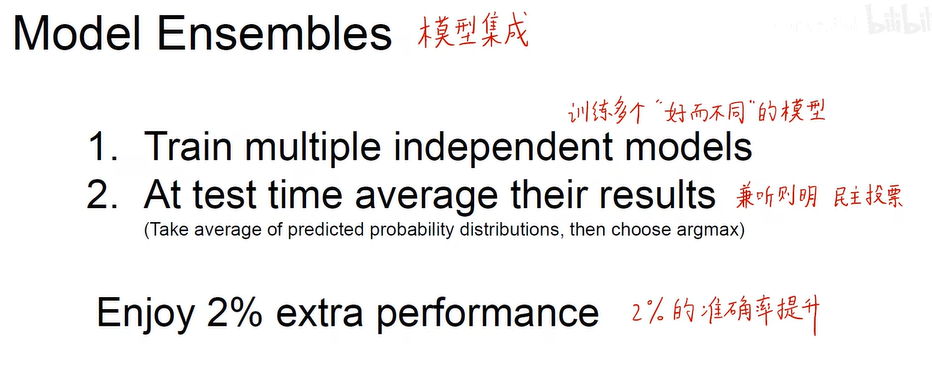 Model Ensembles 模型集成
bilibil
训练多个“好而不同”的模型
1. Train multiple independent models
2. At test time average their results 兼听则明 民主投票
(Take average of predicted probability distributions, then choose argmax)
Enjoy 2% extra performance 2%的准确率提升